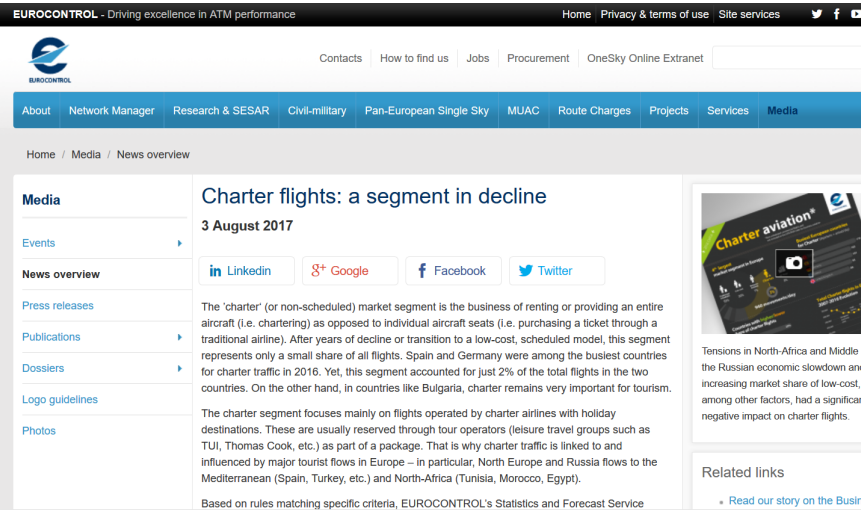 EUROCONTROL - Driving excellence in ATM performance
Home Privacy & terms of use Site services
EUROCONTROL
Contacts How to find us Jobs Procurement OneSky Online Extranet
About Network Manager Research & SESAR Civil-military Pan-European Single Sky MUAC Route Charges Projects Services Media
Home / Media / News overview
Media
Events
News overview
Press releases
Publications
Dossiers
Logo guidelines
Photos
Charter flights: a segment in decline
3 August 2017
in Linkedin
g+ Google
f Facebook
Twitter
The 'charter' (or non-scheduled) market segment is the business of renting or providing an entire
aircraft (i.e. chartering) as opposed to individual aircraft seats (i.e. purchasing a ticket through a
traditional airline). After years of decline or transition to a low-cost, scheduled model, this segment
represents only a small share of all flights. Spain and Germany were among the busiest countries
for charter traffic in 2016. Yet, this segment accounted for just 2% of the total flights in the two
countries. On the other hand, in countries like Bulgaria, charter remains very important for tourism.
The charter segment focuses mainly on flights operated by charter airlines with holiday
destinations. These are usually reserved through tour operators (leisure travel groups such as
TUI, Thomas Cook, etc.) as part of a package. That is why charter traffic is linked to and
influenced by major tourist flows in Europe – in particular, North Europe and Russia flows to the
Mediterranean (Spain, Turkey, etc.) and North-Africa (Tunisia, Morocco, Egypt).
Based on rules matching specific criteria, EUROCONTROL's Statistics and Forecast Service
Charter aviation*
Tensions in North-Africa and Middle
the Russian economic slowdown and
increasing market share of low-cost,
among other factors, had a significan
negative impact on charter flights.
Related links
Read our story on the Busin